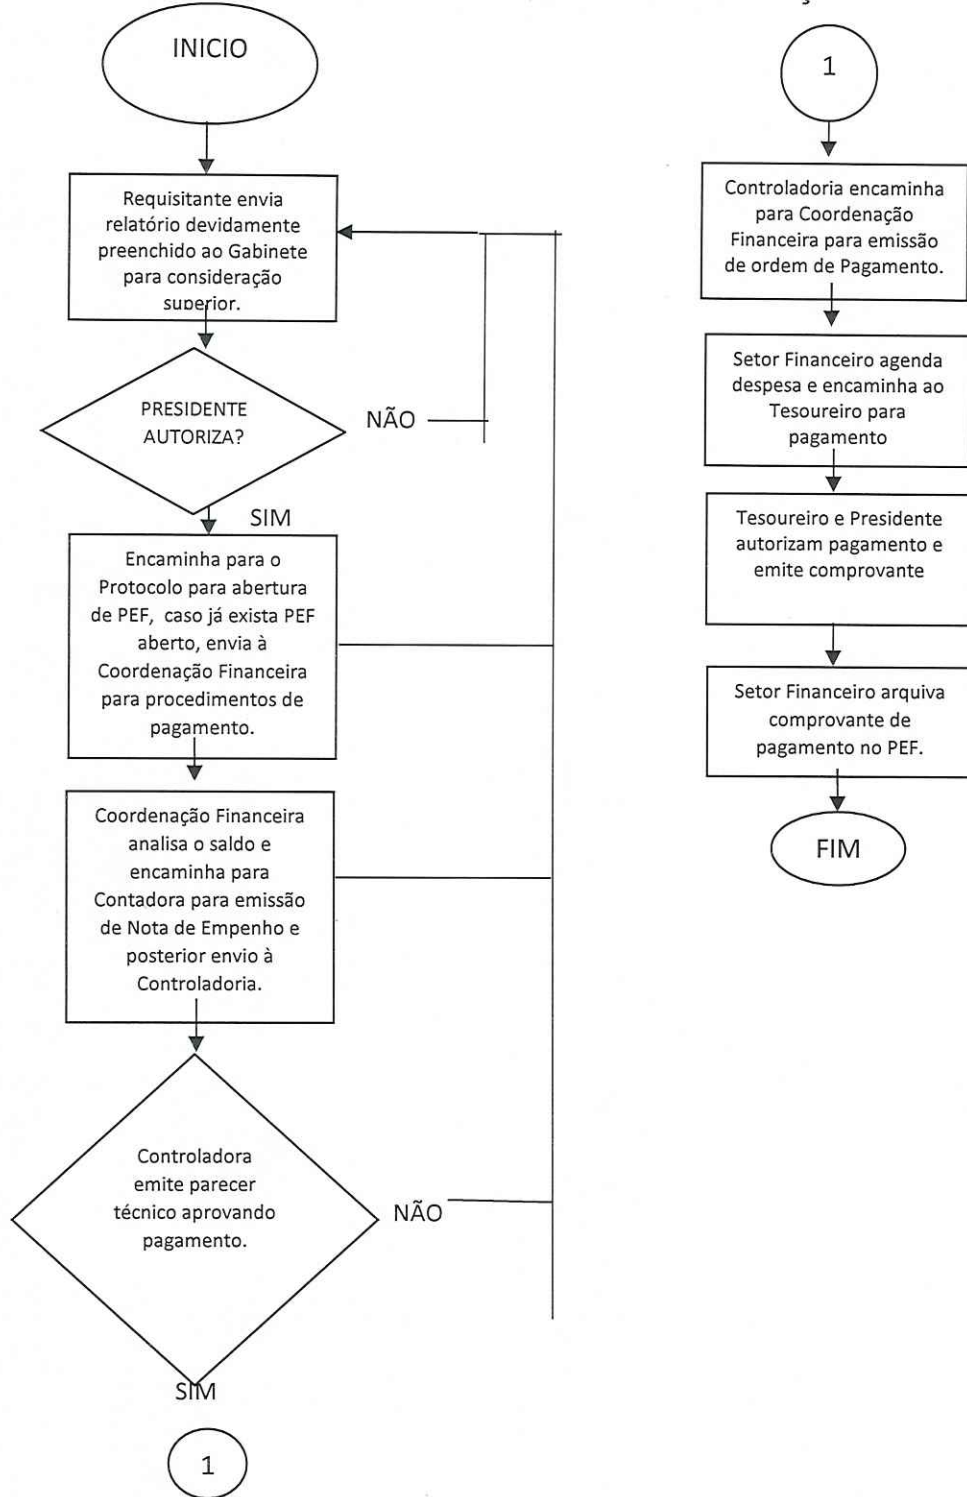 INICIO
Requisitante envia
relatório devidamente
preenchido ao Gabinete
para consideração
superior.
PRESIDENTE
AUTORIZA?
NÃO
SIM
Encaminha para o
Protocolo para abertura
de PEF, caso já exista PEF
aberto, envia à
Coordenação Financeira
para procedimentos de
pagamento.
Coordenação Financeira
analisa o saldo e
encaminha para
Contadora para emissão
de Nota de Empenho e
posterior envio à
Controladoria.
Controladora
emite parecer
técnico aprovando
pagamento.
NÃO
SIM
1
1
Controladoria encaminha
para Coordenação
Financeira para emissão
de ordem de Pagamento.
Setor Financeiro agenda
despesa e encaminha ao
Tesoureiro para
pagamento
Tesoureiro e Presidente
autorizam pagamento e
emite comprovante
Setor Financeiro arquiva
comprovante de
pagamento no PEF.
FIM